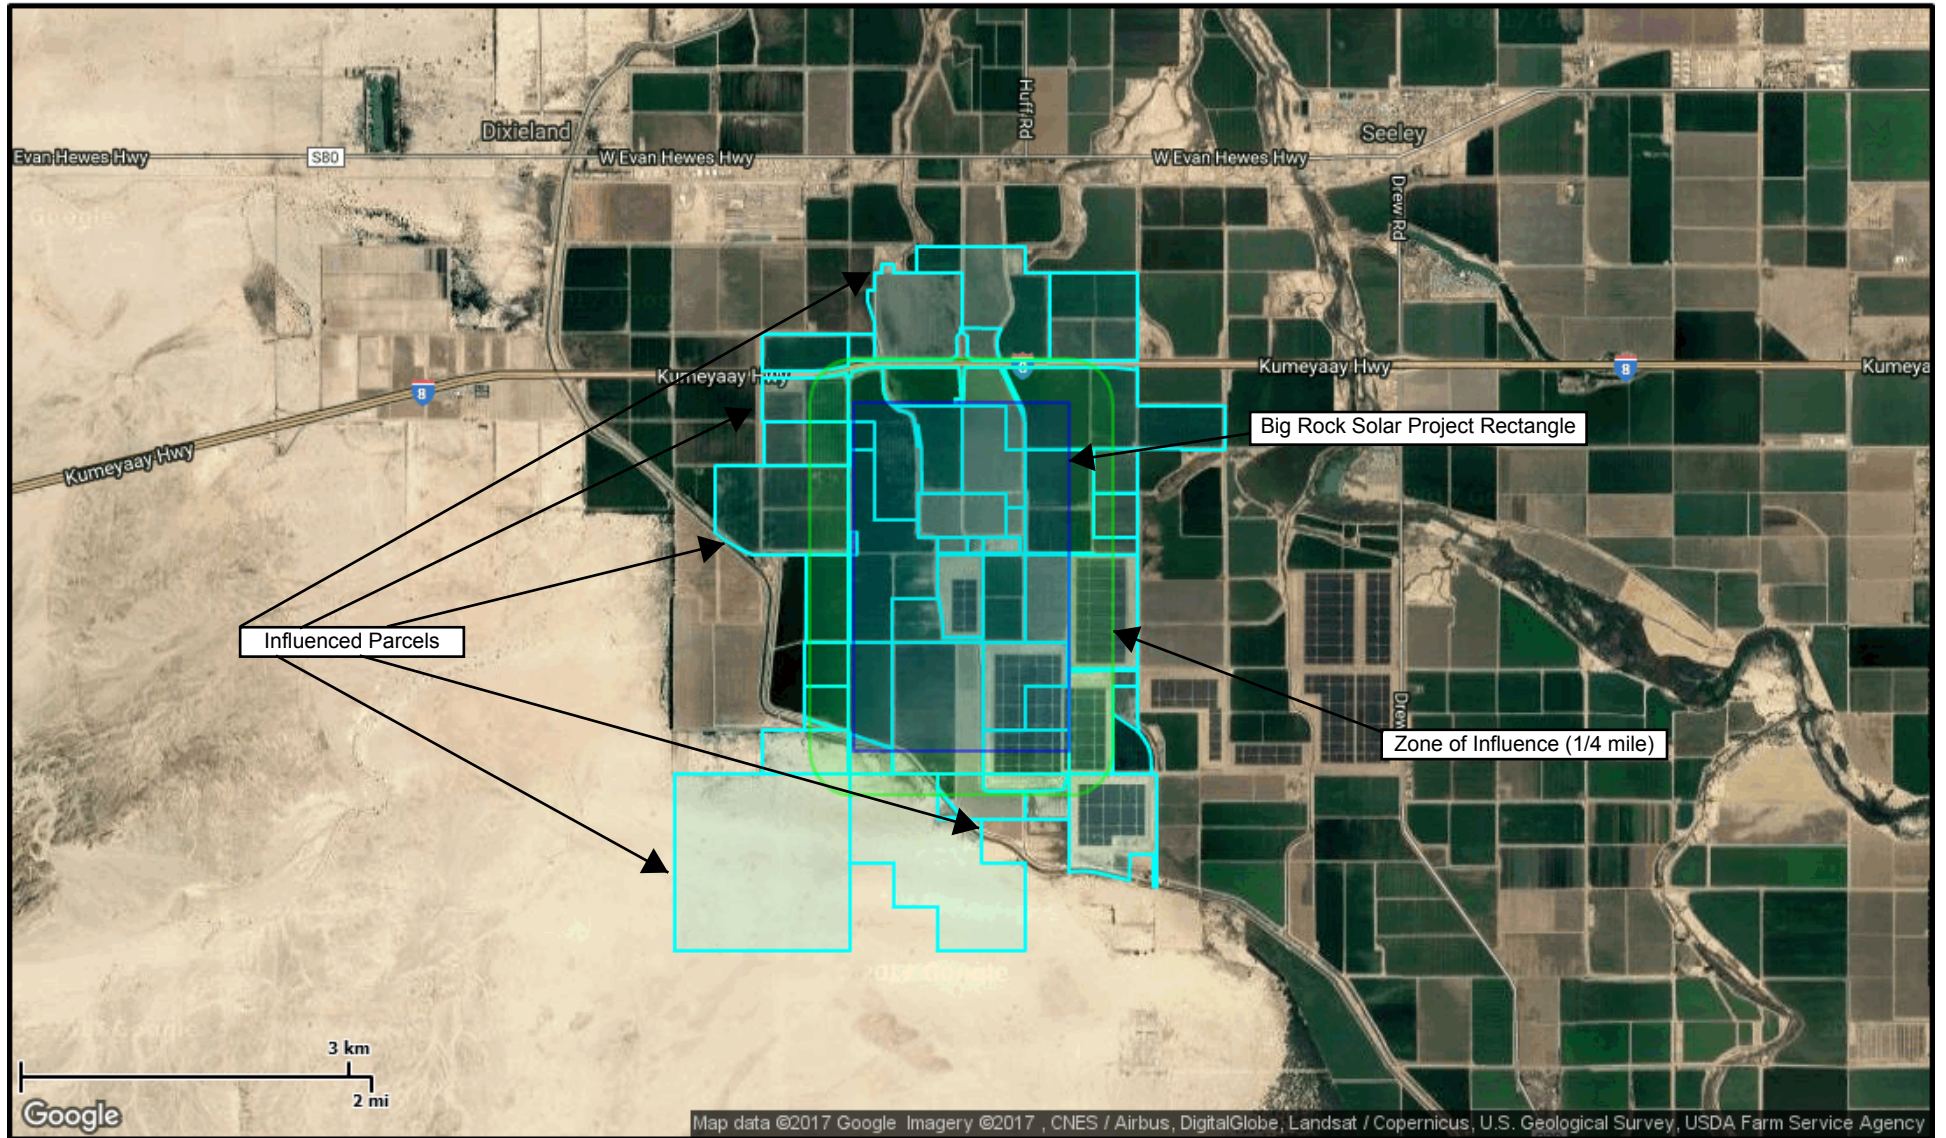 Dixieland
Huff Rd
Seeley
Evan Hewes Hwy
S80
W Evan Hewes Hwy
W Evan Hewes Hwy
Drew Rd
Kumeyaay Hwy
8
Kumeyaay Hwy
8
Kumeya
8
Kumeyaay Hwy
Big Rock Solar Project Rectangle
Influenced Parcels
Drew
Zone of Influence (1/4 mile)
3 km
2 mi
Google
Map data ©2017 Google Imagery ©2017 , CNES / Airbus, DigitalGlobe, Landsat / Copernicus, U.S. Geological Survey, USDA Farm Service Agency